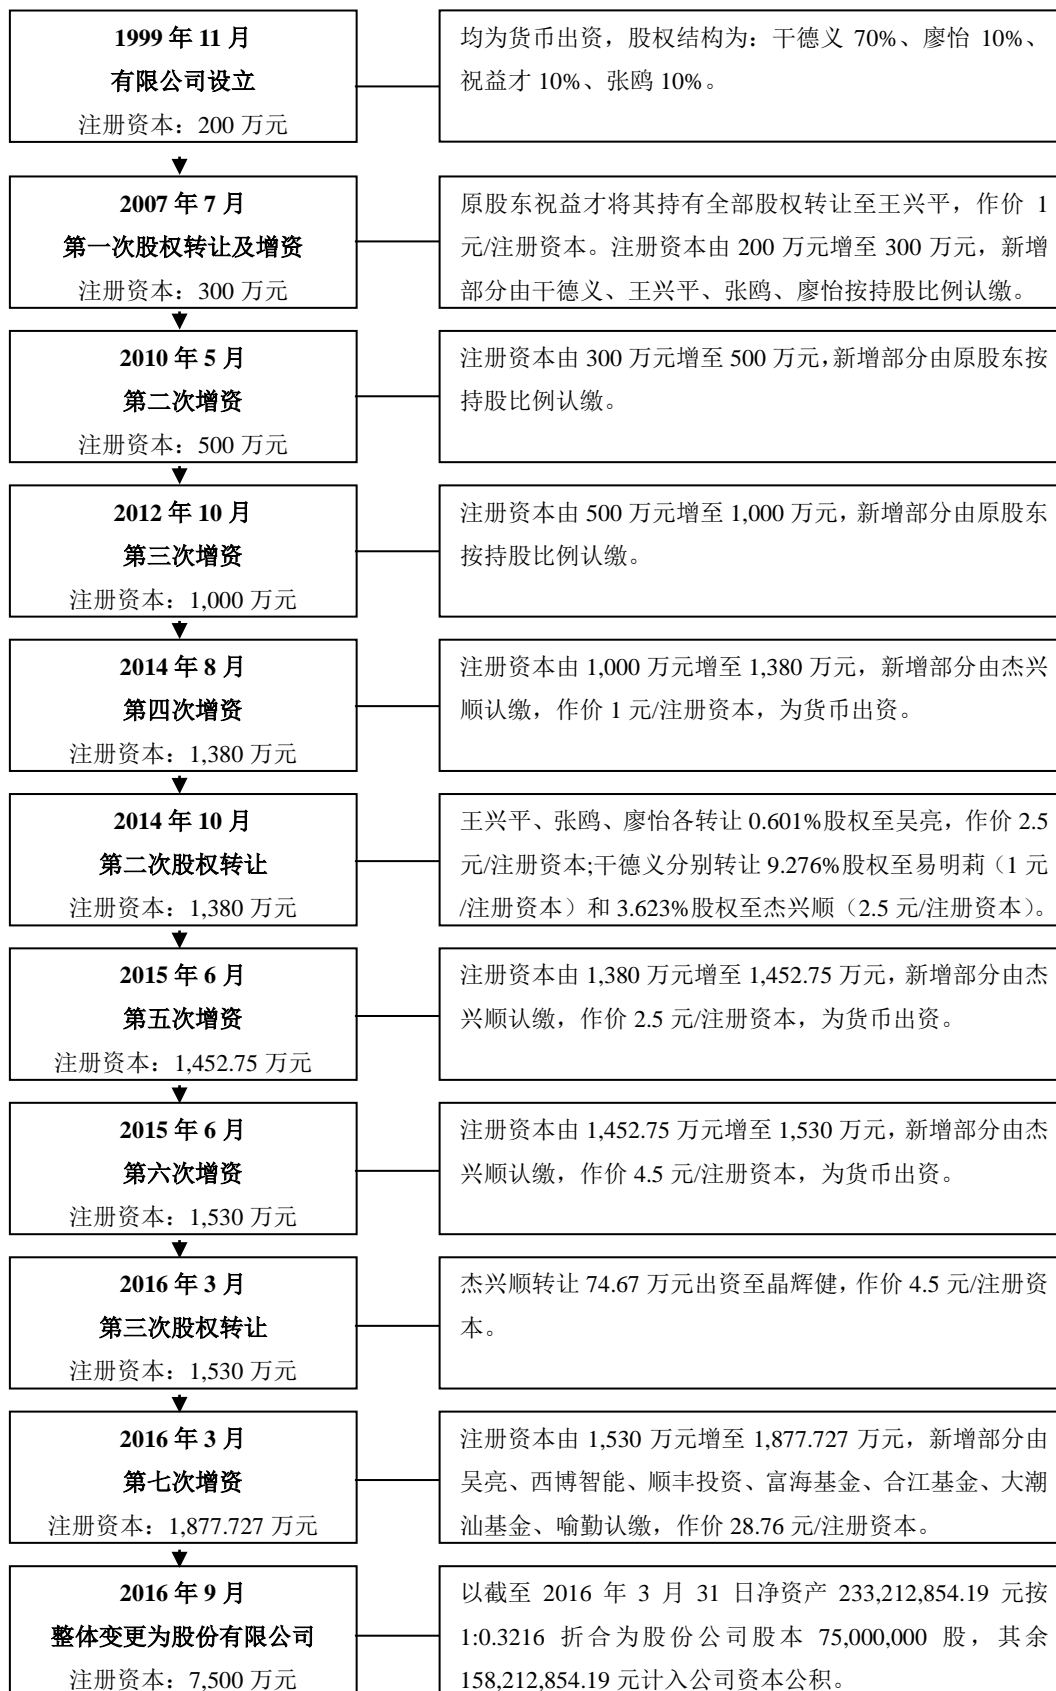 1999 年 11 月
有限公司设立
注册资本：200 万元
均为货币出资，股权结构为：干德义 70%、廖怡 10%、
祝益才 10%、张鸥 10%。
2007 年 7 月
第一次股权转让及增资
注册资本：300 万元
原股东祝益才将其持有全部股权转让至王兴平，作价 1
元/注册资本。注册资本由 200 万元增至 300 万元，新增
部分由干德义、王兴平、张鸥、廖怡按持股比例认缴。
2010 年 5 月
第二次增资
注册资本：500 万元
注册资本由 300 万元增至 500 万元，新增部分由原股东按
持股比例认缴。
2012 年 10 月
第三次增资
注册资本：1,000 万元
注册资本由 500 万元增至 1,000 万元，新增部分由原股东
按持股比例认缴。
2014 年 8 月
第四次增资
注册资本：1,380 万元
注册资本由 1,000 万元增至 1,380 万元，新增部分由杰兴
顺认缴，作价 1 元/注册资本，为货币出资。
2014 年 10 月
第二次股权转让
注册资本：1,380 万元
王兴平、张鸥、廖怡各转让 0.601%股权至吴亮，作价 2.5
元/注册资本;干德义分别转让 9.276%股权至易明莉（1 元
/注册资本）和 3.623%股权至杰兴顺（2.5 元/注册资本）。
2015 年 6 月
第五次增资
注册资本：1,452.75 万元
注册资本由 1,380 万元增至 1,452.75 万元，新增部分由杰
兴顺认缴，作价 2.5 元/注册资本，为货币出资。
2015 年 6 月
第六次增资
注册资本：1,530 万元
注册资本由 1,452.75 万元增至 1,530 万元，新增部分由杰
兴顺认缴，作价 4.5 元/注册资本，为货币出资。
2016 年 3 月
第三次股权转让
注册资本：1,530 万元
杰兴顺转让 74.67 万元出资至晶辉健，作价 4.5 元/注册资
本。
2016 年 3 月
第七次增资
注册资本：1,877.727 万元
注册资本由 1,530 万元增至 1,877.727 万元，新增部分由
吴亮、西博智能、顺丰投资、富海基金、合江基金、大潮
汕基金、喻勤认缴，作价 28.76 元/注册资本。
2016 年 9 月
整体变更为股份有限公司
注册资本：7,500 万元
以截至 2016 年 3 月 31 日净资产 233,212,854.19 元按
1:0.3216 折合为股份公司股本 75,000,000 股，其余
158,212,854.19 元计入公司资本公积。